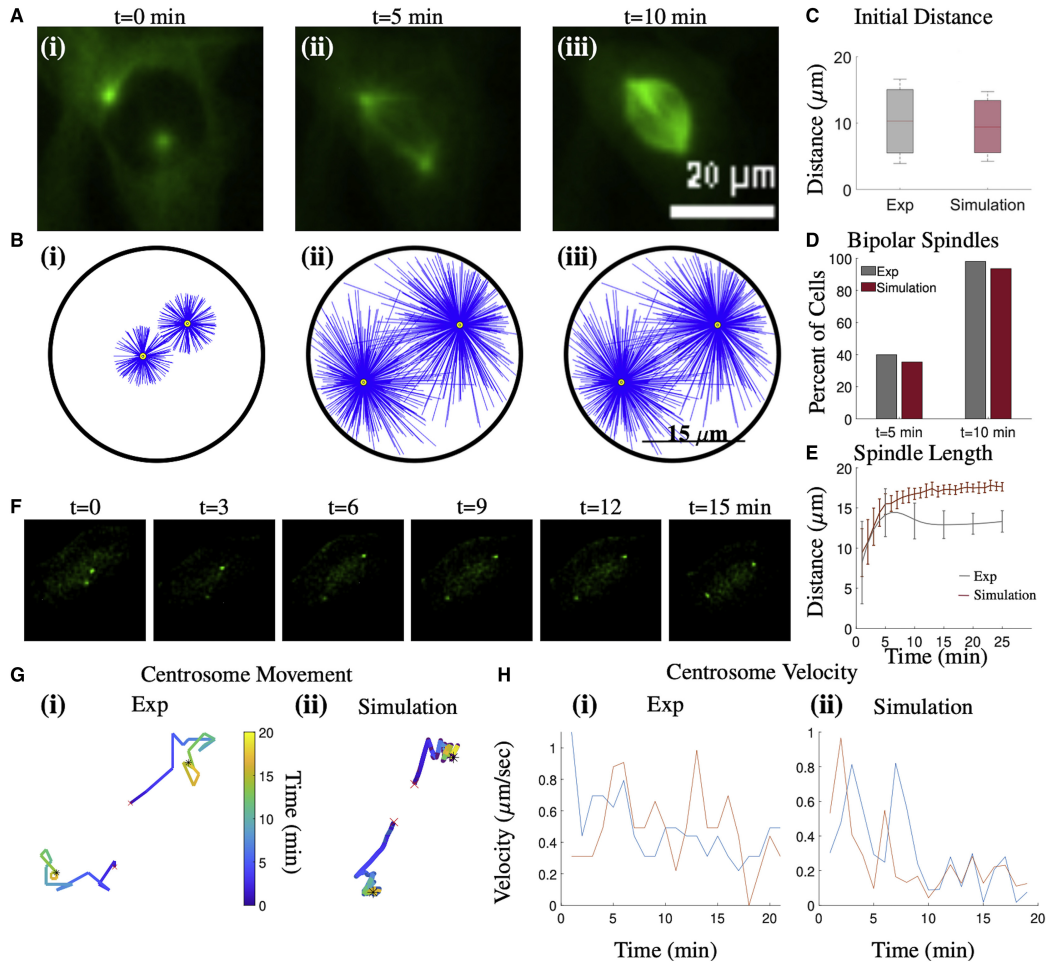 A
t=0 min
t=5 min
t=10 min
(i)
(ii)
(iii)
20 µm
B
(i)
(ii)
(iii)
15 µm
C
Initial Distance
Distance (µm)
20
10
0
Exp
Simulation
D
Bipolar Spindles
Percent of Cells
100
80
60
40
20
0
Exp
Simulation
t=5 min
t=10 min
E
Spindle Length
Distance (µm)
20
15
10
5
0
Exp
Simulation
0
5
10
15
20
25
Time (min)
F
t=0
t=3
t=6
t=9
t=12
t=15 min
G
Centrosome Movement
(i)
Exp
(ii)
Simulation
20
15
10
5
0
Time (min)
H
Centrosome Velocity
(i)
Exp
(ii)
Simulation
Velocity (µm/sec)
1
0.8
0.6
0.4
0.2
0
0
5
10
15
20
Time (min)
1
0.8
0.6
0.4
0.2
0
0
5
10
15
20
Time (min)